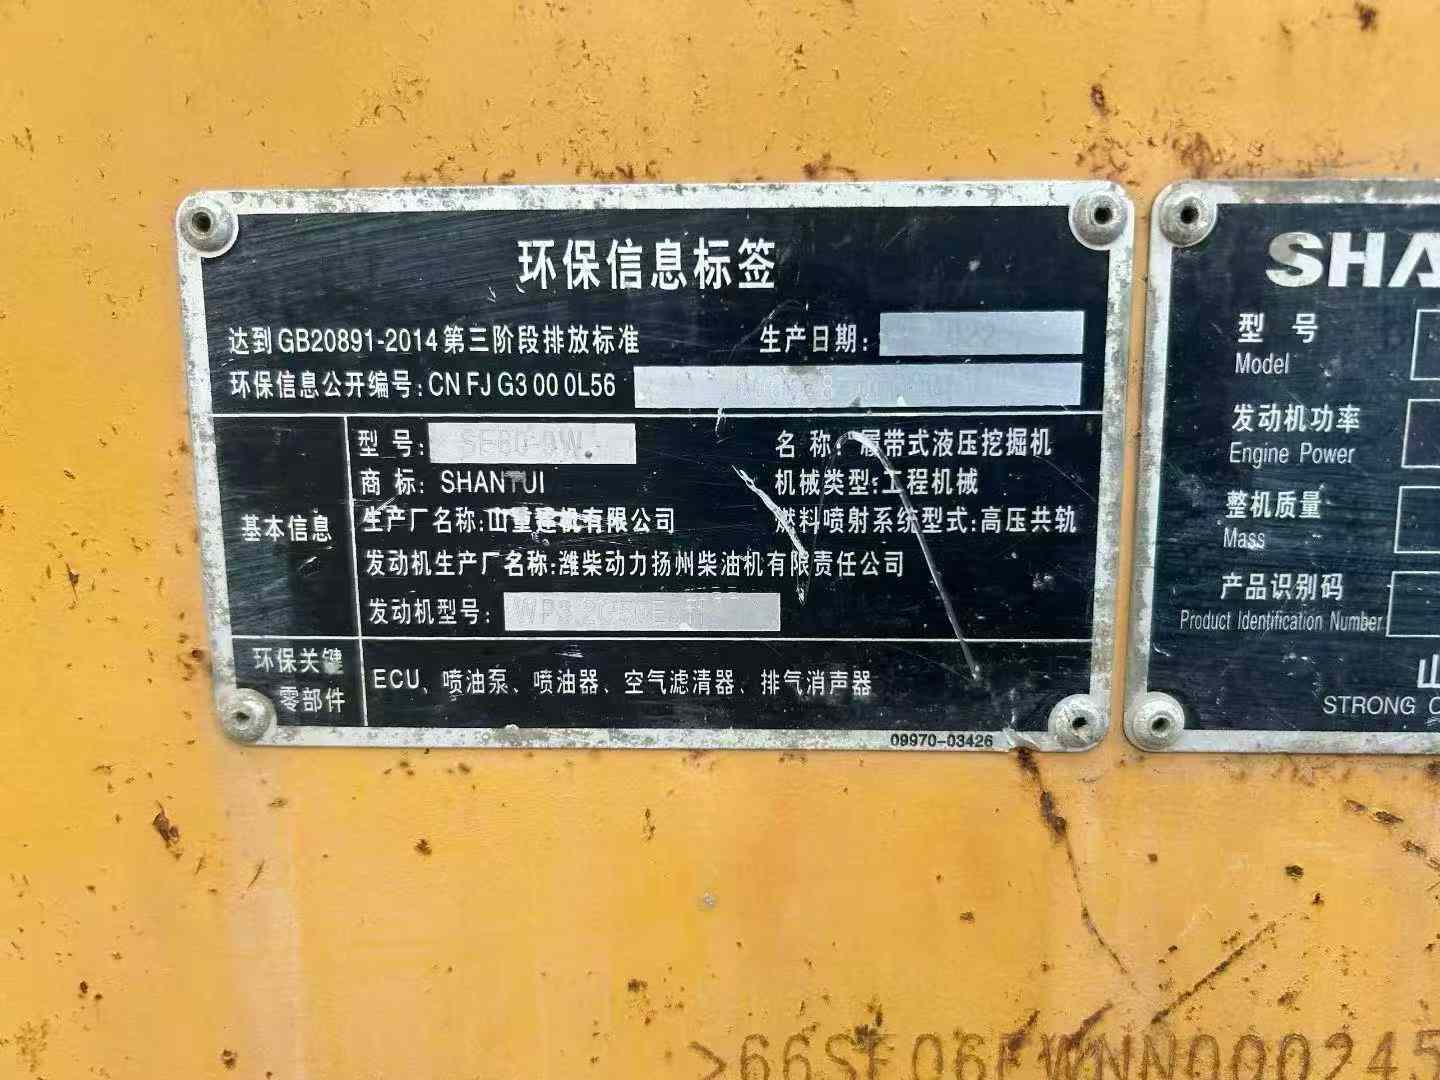 环保信息标签
达到GB20891-2014第三阶段排放标准 生产日期:
环保信息公开编号:CN FJ G3 00 0L56
基本信息
型 号:
名 称: 履带式液压挖掘机
商 标: SHANTUI
机械类型:工程机械
生产厂名称:山重建机有限公司
燃料喷射系统型式:高压共轨
发动机生产厂名称:潍柴动力扬州柴油机有限责任公司
发动机型号:
环保关键
零部件
ECU、喷油泵、喷油器、空气滤清器、排气消声器
09970-03426
SHA
型 号
Model
发动机功率
Engine Power
整机质量
Mass
产品识别码
Product Identification Number
山
STRONG C